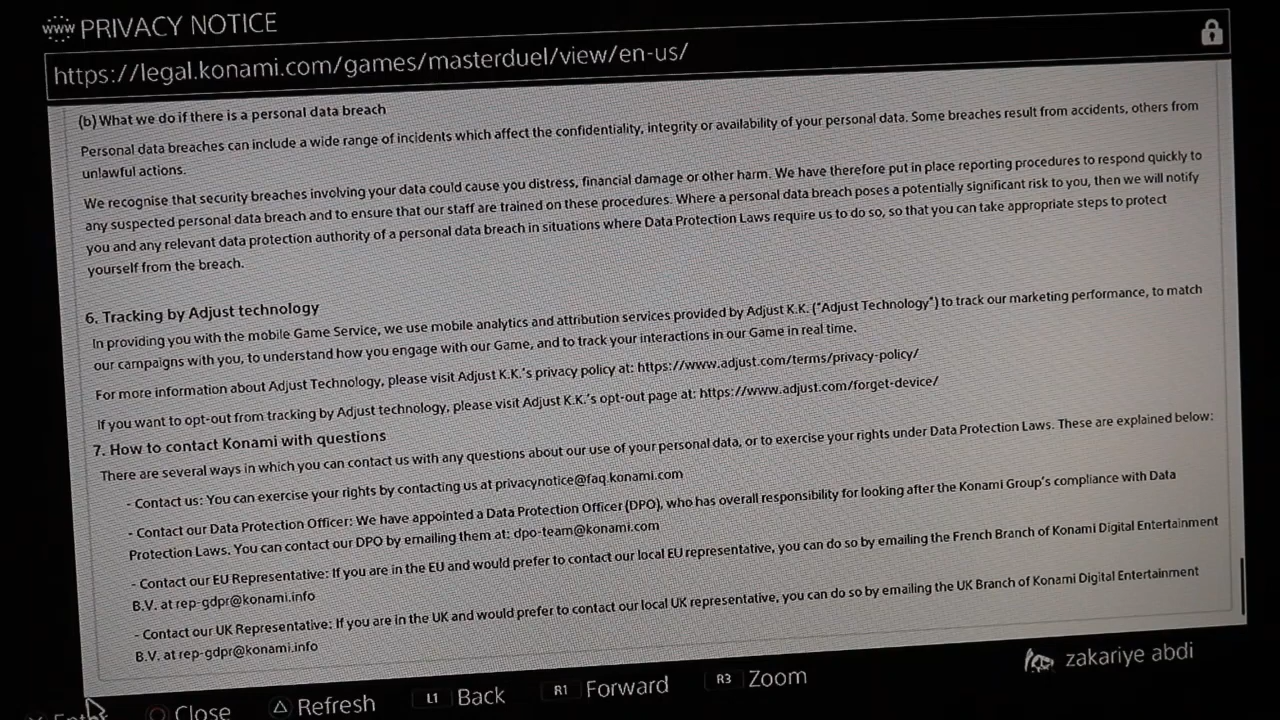 www PRIVACY NOTICE
https://legal.konami.com/games/masterduel/view/en-us/
(b) What we do if there is a personal data breach
Personal data breaches can include a wide range of incidents which affect the confidentiality, integrity or availability of your personal data. Some breaches result from accidents, others from
unlawful actions.
We recognise that security breaches involving your data could cause you distress, financial damage or other harm. We have therefore put in place reporting procedures to respond quickly to
any suspected personal data breach and to ensure that our staff are trained on these procedures. Where a personal data breach poses a potentially significant risk to you, then we will notify
you and any relevant data protection authority of a personal data breach in situations where Data Protection Laws require us to do so, so that you can take appropriate steps to protect
yourself from the breach.
6. Tracking by Adjust technology
In providing you with the mobile Game Service, we use mobile analytics and attribution services provided by Adjust K.K. ("Adjust Technology") to track our marketing performance, to match
our campaigns with you, to understand how you engage with our Game, and to track your interactions in our Game in real time.
For more information about Adjust Technology, please visit Adjust K.K.'s privacy policy at: https://www.adjust.com/terms/privacy-policy/
If you want to opt-out from tracking by Adjust technology, please visit Adjust K.K.'s opt-out page at: https://www.adjust.com/forget-device/
7. How to contact Konami with questions
There are several ways in which you can contact us with any questions about our use of your personal data, or to exercise your rights under Data Protection Laws. These are explained below:
- Contact us: You can exercise your rights by contacting us at privacynotice@faq.konami.com
- Contact our Data Protection Officer: We have appointed a Data Protection Officer (DPO), who has overall responsibility for looking after the Konami Group's compliance with Data
Protection Laws. You can contact our DPO by emailing them at: dpo-team@konami.com
- Contact our EU Representative: If you are in the EU and would prefer to contact our local EU representative, you can do so by emailing the French Branch of Konami Digital Entertainment
B.V. at rep-gdpr@konami.info
- Contact our UK Representative: If you are in the UK and would prefer to contact our local UK representative, you can do so by emailing the UK Branch of Konami Digital Entertainment
B.V. at rep-gdpr@konami.info
zakariye abdi
Close Refresh L1 Back R1 Forward R3 Zoom